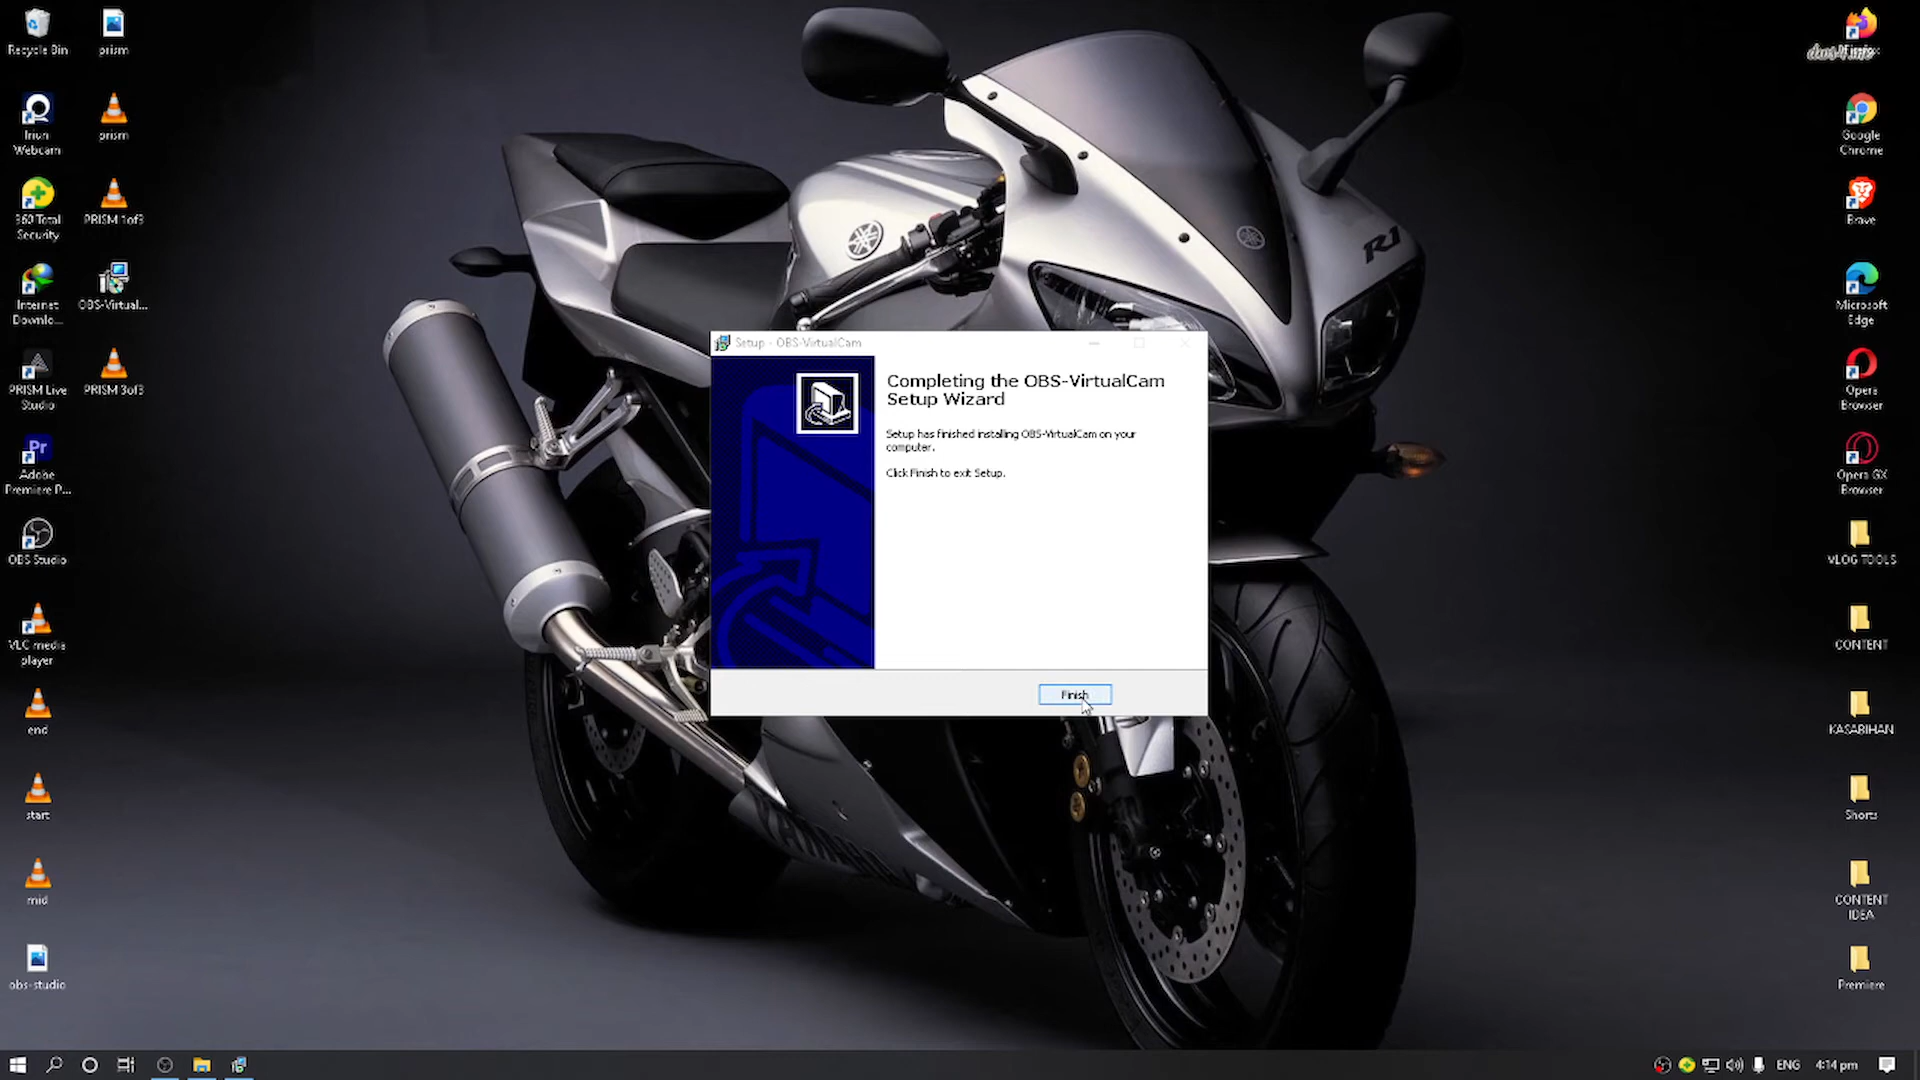 Recycle Bin
prism
Iriun
Webcam
prism
360 Total
Security
PRISM 1of3
Internet
Downlo...
OBS-Virtual...
PRISM Live
Studio
PRISM 3of3
Adobe
Premiere P...
OBS Studio
VLC media
player
end
start
mid
obs-studio
R1
YAMAHA
Setup - OBS-VirtualCam
Completing the OBS-VirtualCam
Setup Wizard
Setup has finished installing OBS-VirtualCam on your
computer.
Click Finish to exit Setup.
Finish
Google
Chrome
Brave
Microsoft
Edge
Opera
Browser
Opera GX
Browser
VLOG TOOLS
CONTENT
KASABIHAN
Shorts
CONTENT
IDEA
Premiere
ENG
4:14 pm